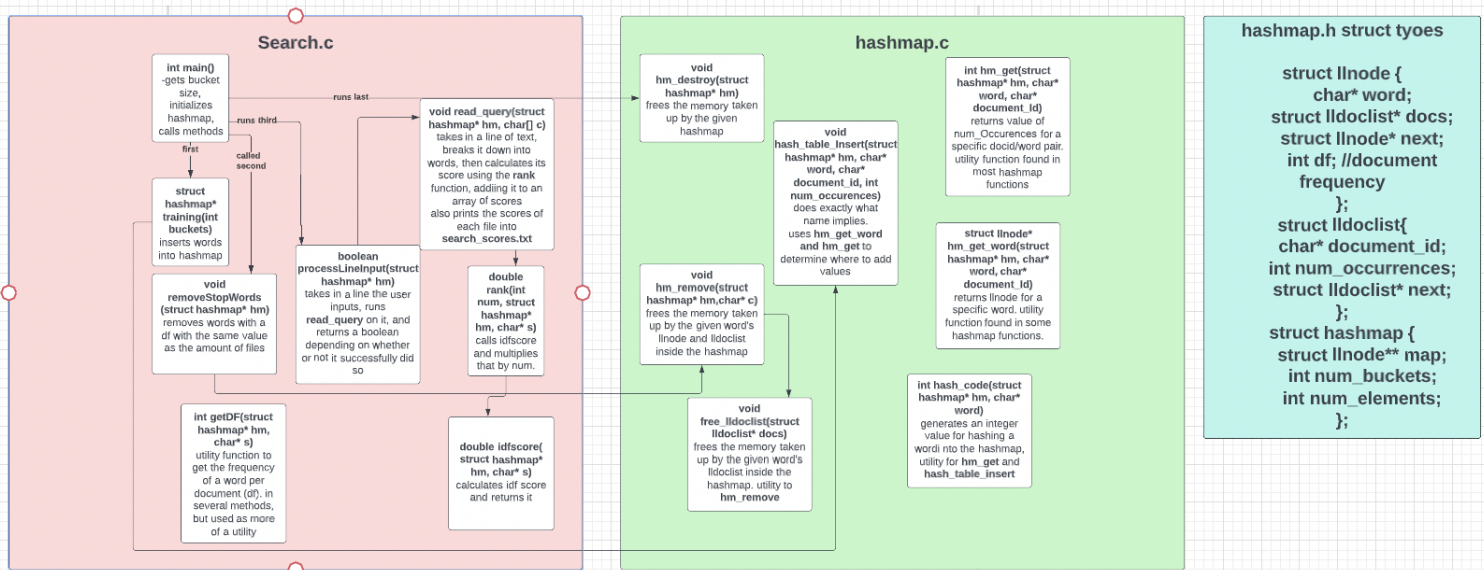 Search.c
int main()
-gets bucket
size,
initializes
hashmap,
calls methods
runs last
runs third
first
called
second
struct
hashmap*
training(int
buckets)
inserts words
into hashmap
void
removeStopWords
(struct hashmap* hm)
removes words with a
df with the same value
as the amount of files
int getDF(struct
hashmap* hm,
char* s)
utility function to
get the frequency
of a word per
document (df). in
several methods,
but used as more
of a utility
boolean
processLineInput(struct
hashmap* hm)
takes in a line the user
inputs, runs
read_query on it, and
returns a boolean
depending on whether
or not it successfully did
so
void read_query(struct
hashmap* hm, char[] c)
takes in a line of text,
breaks it down into
words, then calculates its
score using the rank
function, addiing it to an
array of scores
also prints the scores of
each file into
search_scores.txt
double
rank(int
num, struct
hashmap*
hm, char* s)
calls idfscore
and multiplies
that by num.
double idfscore(
struct hashmap*
hm, char* s)
calculates idf score
and returns it
hashmap.c
void
hm_destroy(struct
hashmap* hm)
frees the memory taken
up by the given
hashmap
void
hash_table_Insert(struct
hashmap* hm, char*
word, char*
document_id, int
num_occurences)
does exactly what
name implies.
uses hm_get_word
and hm_get to
determine where to add
values
void
hm_remove(struct
hashmap* hm,char* c)
frees the memory taken
up by the given word's
llnode and lldoclist
inside the hashmap
void
free_lldoclist(struct
lldoclist* docs)
frees the memory taken
up by the given word's
lldoclist inside the
hashmap. utility to
hm_remove
int hm_get(struct
hashmap* hm, char*
word, char*
document_Id)
returns value of
num_Occurences for a
specific docid/word pair.
utility function found in
most hashmap
functions
struct llnode*
hm_get_word(struct
hashmap* hm, char*
word, char*
document_id)
returns llnode for a
specific word. utility
function found in some
hashmap functions.
int hash_code(struct
hashmap* hm, char*
word)
generates an integer
value for hashing a
wordi nto the hashmap,
utility for hm_get and
hash_table_insert
hashmap.h struct tyoes
struct llnode {
char* word;
struct lldoclist* docs;
struct llnode* next;
int df; //document
frequency
};
struct lldoclist{
char* document_id;
int num_occurrences;
struct lldoclist* next;
};
struct hashmap {
struct llnode** map;
int num_buckets;
int num_elements;
};